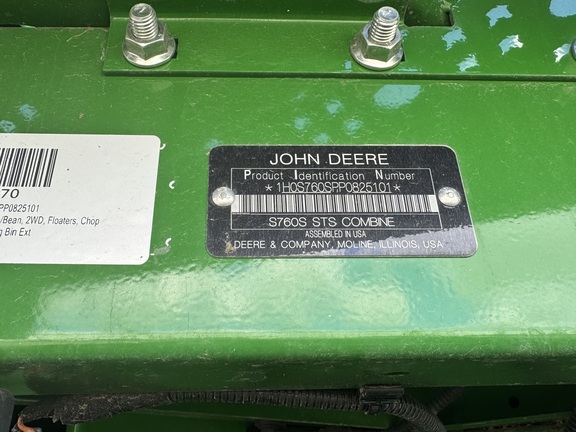 70
PP0825101
/Bean, 2WD, Floaters, Chop
g Bin Ext
JOHN DEERE
Product Identification Number
*1H0S760SPP0825101*
S760S STS COMBINE
ASSEMBLED IN USA
DEERE & COMPANY, MOLINE, ILLINOIS, USA